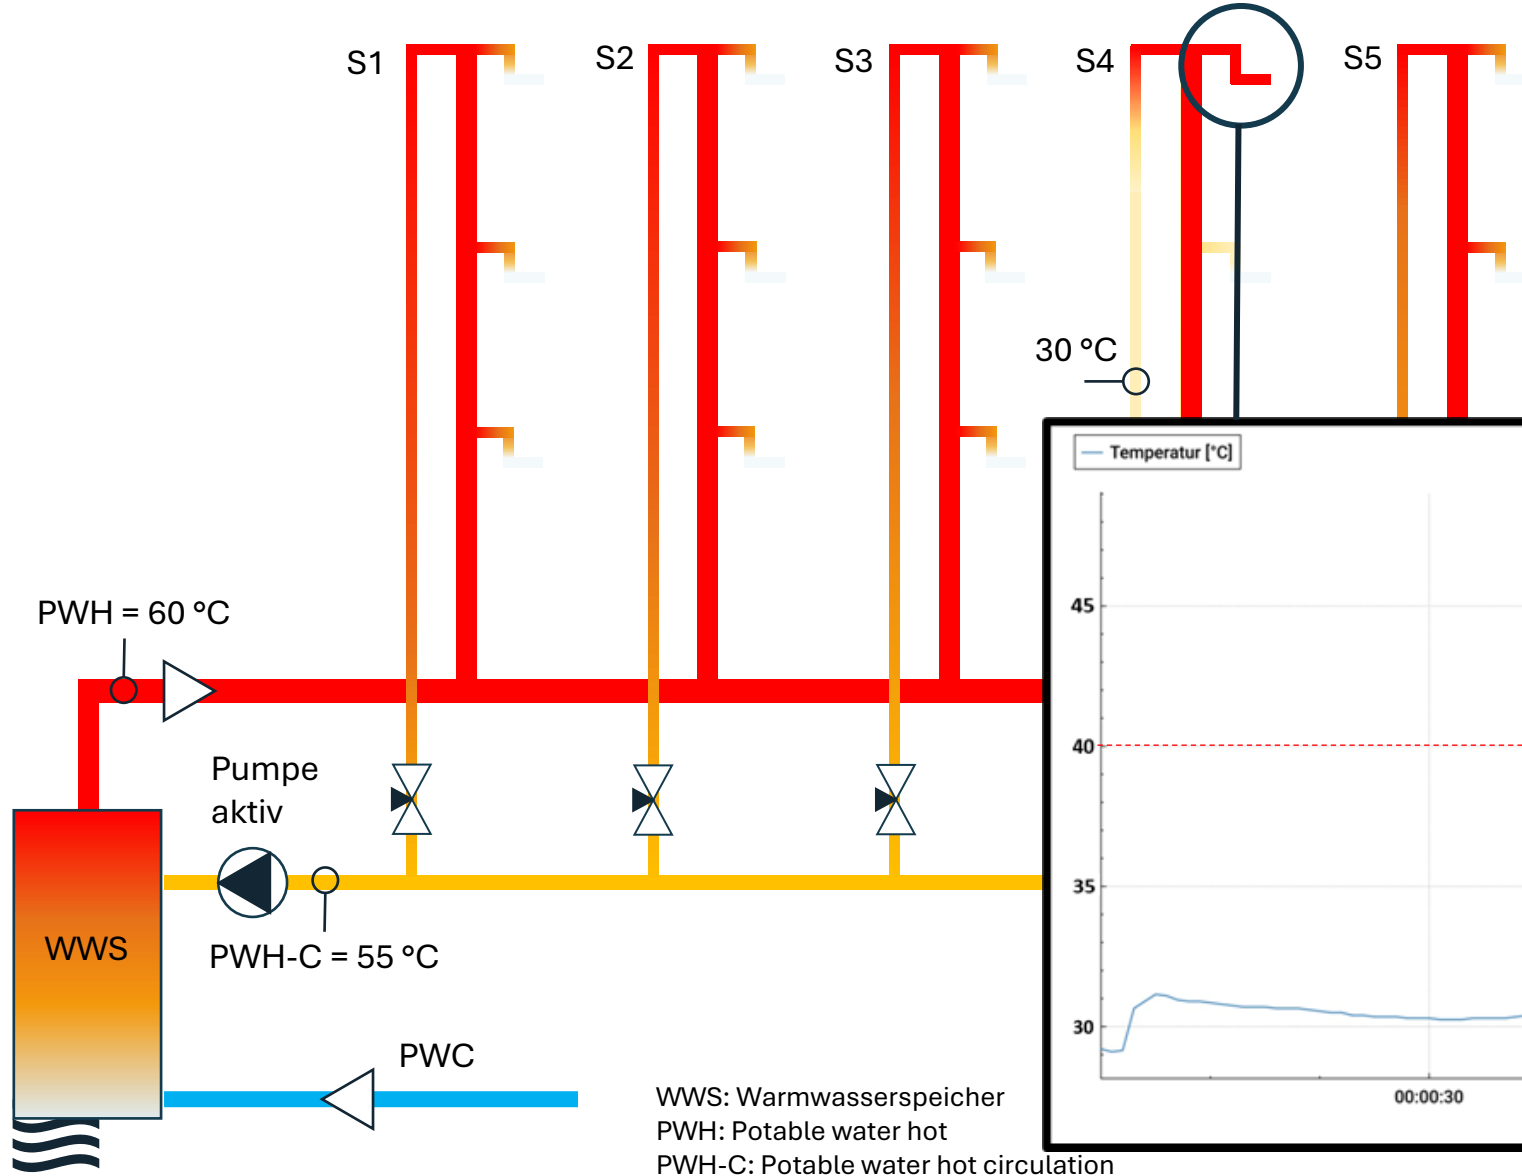 S1
S2
S3
S4
S5
30 °C
Temperatur [°C]
45
40
35
30
00:00:30
PWH = 60 °C
Pumpe
aktiv
WWS
PWH-C = 55 °C
PWC
WWS: Warmwasserspeicher
PWH: Potable water hot
PWH-C: Potable water hot circulation